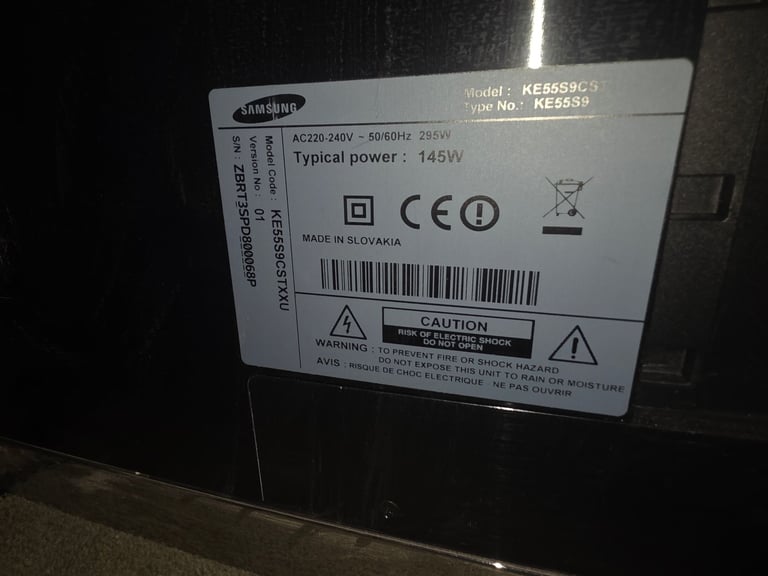 SAMSUNG
Model : KE55S9CST
Type No.: KE55S9
AC220-240V ~ 50/60Hz 295W
Typical power : 145W
Model Code : KE55S9CSTXXU
Version No : 01
S/N : ZBRT3SPD800068P
MADE IN SLOVAKIA
CAUTION
RISK OF ELECTRIC SHOCK
DO NOT OPEN
WARNING : TO PREVENT FIRE OR SHOCK HAZARD
DO NOT EXPOSE THIS UNIT TO RAIN OR MOISTURE
AVIS : RISQUE DE CHOC ELECTRIQUE - NE PAS OUVRIR